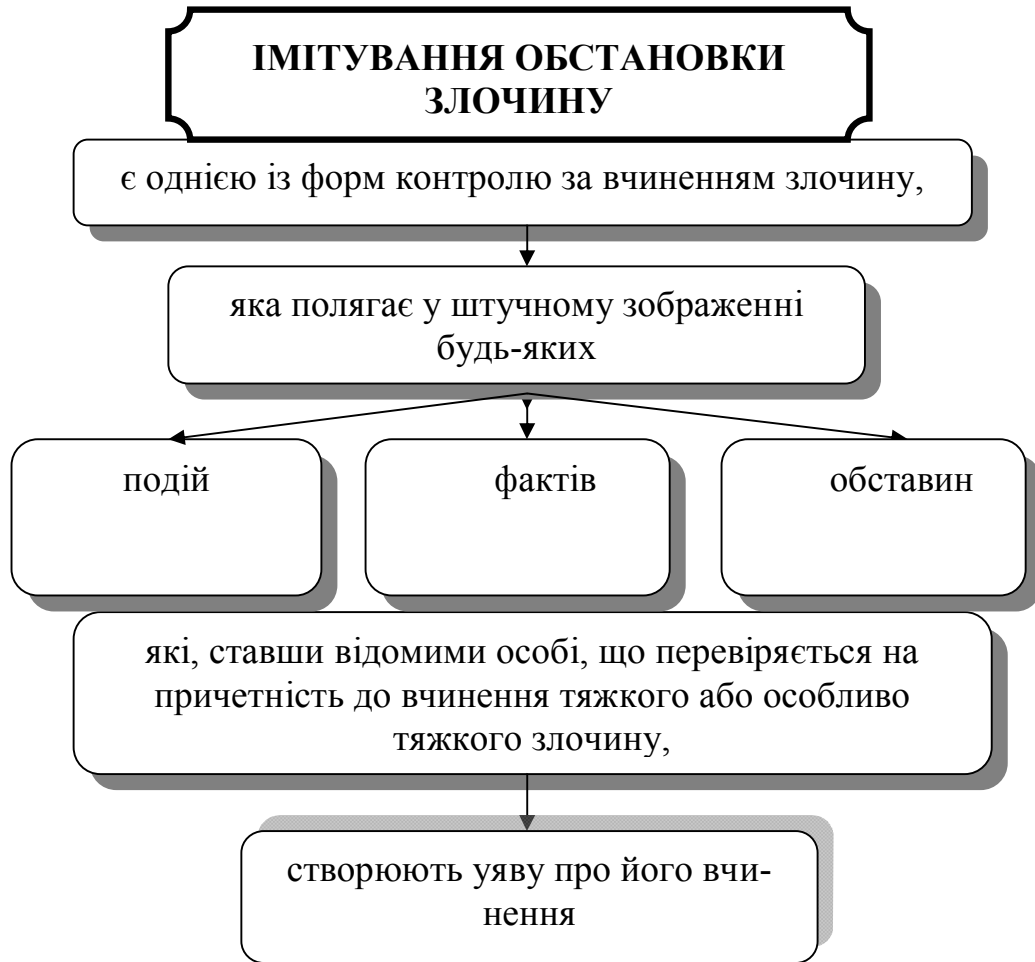 ІМІТУВАННЯ ОБСТАНОВКИ
ЗЛОЧИНУ
є однією із форм контролю за вчиненням злочину,
яка полягає у штучному зображенні
будь-яких
подій
фактів
обставин
які, ставши відомими особі, що перевіряється на
причетність до вчинення тяжкого або особливо
тяжкого злочину,
створюють уяву про його вчи-
нення